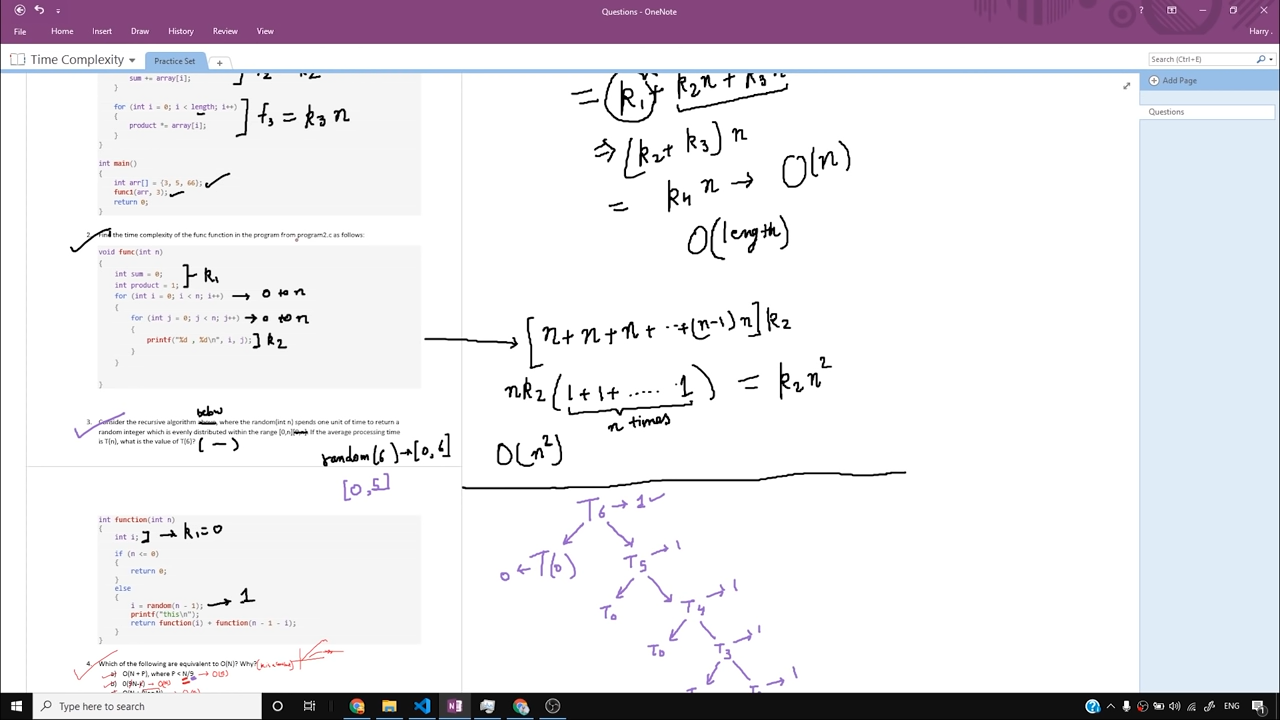 Questions - OneNote
Harry .
File Home Insert Draw History Review View
Time Complexity Practice Set
Search (Ctrl+E)
Add Page
Questions
sum += array[i];
}
for (int i = 0; i < length; i++)
{
product *= array[i];
}
}
f₃ = k₃ n
int main()
{
int arr[] = {3, 5, 66};
func1(arr, 3);
return 0;
}
2. Find the time complexity of the func function in the program from program2.c as follows:
void func(int n)
{
int sum = 0;
int product = 1; k₁
for (int i = 0; i < n; i++) → 0 to n
{
for (int j = 0; j < n; j++) → 0 to n
{
printf("%d , %d\n", i, j); k₂
}
}
}
below
3. Consider the recursive algorithm where the random(int n) spends one unit of time to return a
random integer which is evenly distributed within the range [0,n] If the average processing time
is T(n), what is the value of T(6)? ( — )
random(6) → [0, 6]
[0, 5]
int function(int n)
{
int i; → k₁=0
if (n <= 0)
{
return 0;
}
else
{
i = random(n - 1); → 1
printf("this\n");
return function(i) + function(n - 1 - i);
}
}
4. Which of the following are equivalent to O(N)? Why?
a) O(N + P), where P < N/9
b)
= (k₁)+ k₂n + k₃n
⇒ [k₂+ k₃) n
= k₄ n → O(n)
O(length)
[n+n+n+ ··+(n-1) n] k₂
nk₂ (1+1+ ..... 1) = k₂n²
n times
O(n²)
T₆ → 1
0 ← T(0) T₅ → 1
T₀ T₄ → 1
T₀ T₃ → 1
→ 1
Type here to search